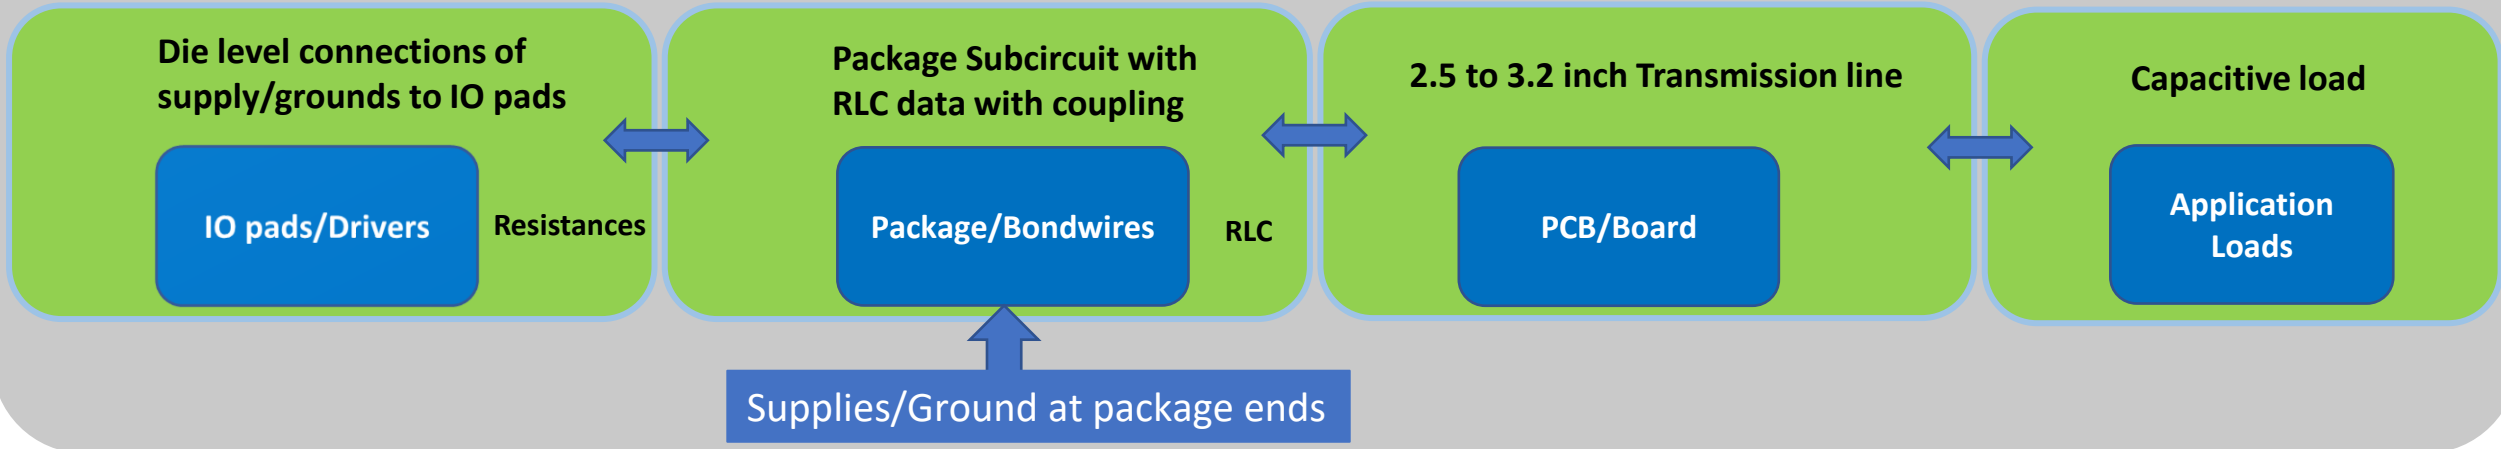 Die level connections of
supply/grounds to IO pads
IO pads/Drivers
Resistances
Package Subcircuit with
RLC data with coupling
Package/Bondwires
RLC
2.5 to 3.2 inch Transmission line
PCB/Board
Capacitive load
Application
Loads
Supplies/Ground at package ends